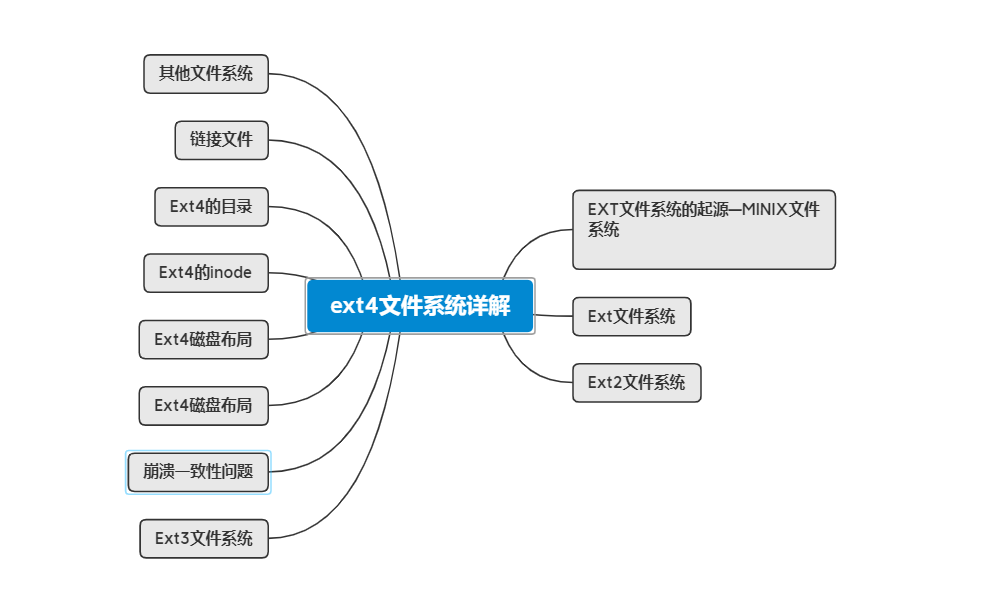 其他文件系统
链接文件
Ext4的目录
Ext4的inode
Ext4磁盘布局
Ext4磁盘布局
崩溃一致性问题
Ext3文件系统
ext4文件系统详解
EXT文件系统的起源—MINIX文件
系统
Ext文件系统
Ext2文件系统